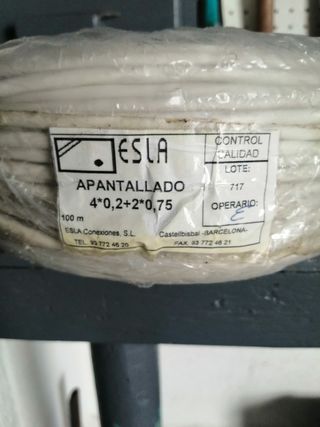 ESLA
CONTROL
CALIDAD
LOTE:
717
APANTALLADO
4*0,2+2*0,75
OPERARIO:
E
100 m
ESLA Conexiones, S.L. Castellbisbal -BARCELONA-
TEL. 93 772 46 20 FAX. 93 772 46 21